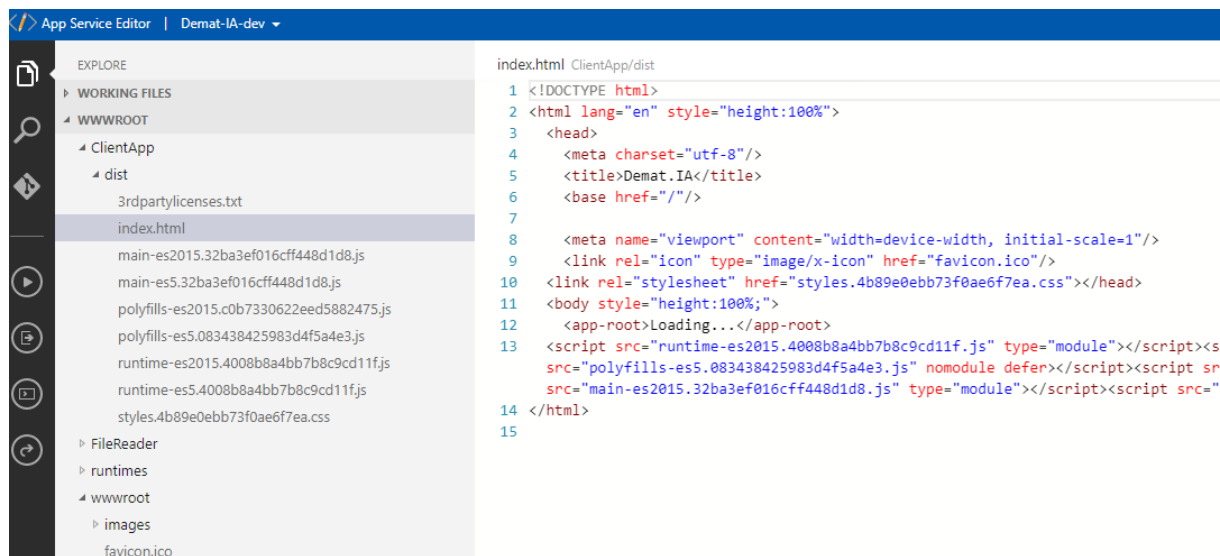 </> App Service Editor | Demat-IA-dev
EXPLORE
WORKING FILES
WWWROOT
ClientApp
dist
3rdpartylicenses.txt
index.html
main-es2015.32ba3ef016cff448d1d8.js
main-es5.32ba3ef016cff448d1d8.js
polyfills-es2015.c0b7330622eed5882475.js
polyfills-es5.083438425983d4f5a4e3.js
runtime-es2015.4008b8a4bb7b8c9cd11f.js
runtime-es5.4008b8a4bb7b8c9cd11f.js
styles.4b89e0ebb73f0ae6f7ea.css
FileReader
runtimes
wwwroot
images
favicon.ico
index.html ClientApp/dist
1 <!DOCTYPE html>
2 <html lang="en" style="height:100%">
3 <head>
4 <meta charset="utf-8"/>
5 <title>Demat.IA</title>
6 <base href="/"/>
7
8 <meta name="viewport" content="width=device-width, initial-scale=1"/>
9 <link rel="icon" type="image/x-icon" href="favicon.ico"/>
10 <link rel="stylesheet" href="styles.4b89e0ebb73f0ae6f7ea.css"></head>
11 <body style="height:100%;">
12 <app-root>Loading...</app-root>
13 <script src="runtime-es2015.4008b8a4bb7b8c9cd11f.js" type="module"></script><s
src="polyfills-es5.083438425983d4f5a4e3.js" nomodule defer></script><script sr
src="main-es2015.32ba3ef016cff448d1d8.js" type="module"></script><script src="
14 </html>
15